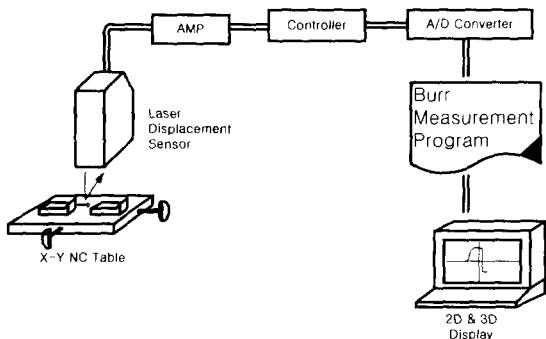 AMP
Controller
A/D Converter
Laser
Displacement
Sensor
Burr
Measurement
Program
X-Y NC Table
2D & 3D
Display